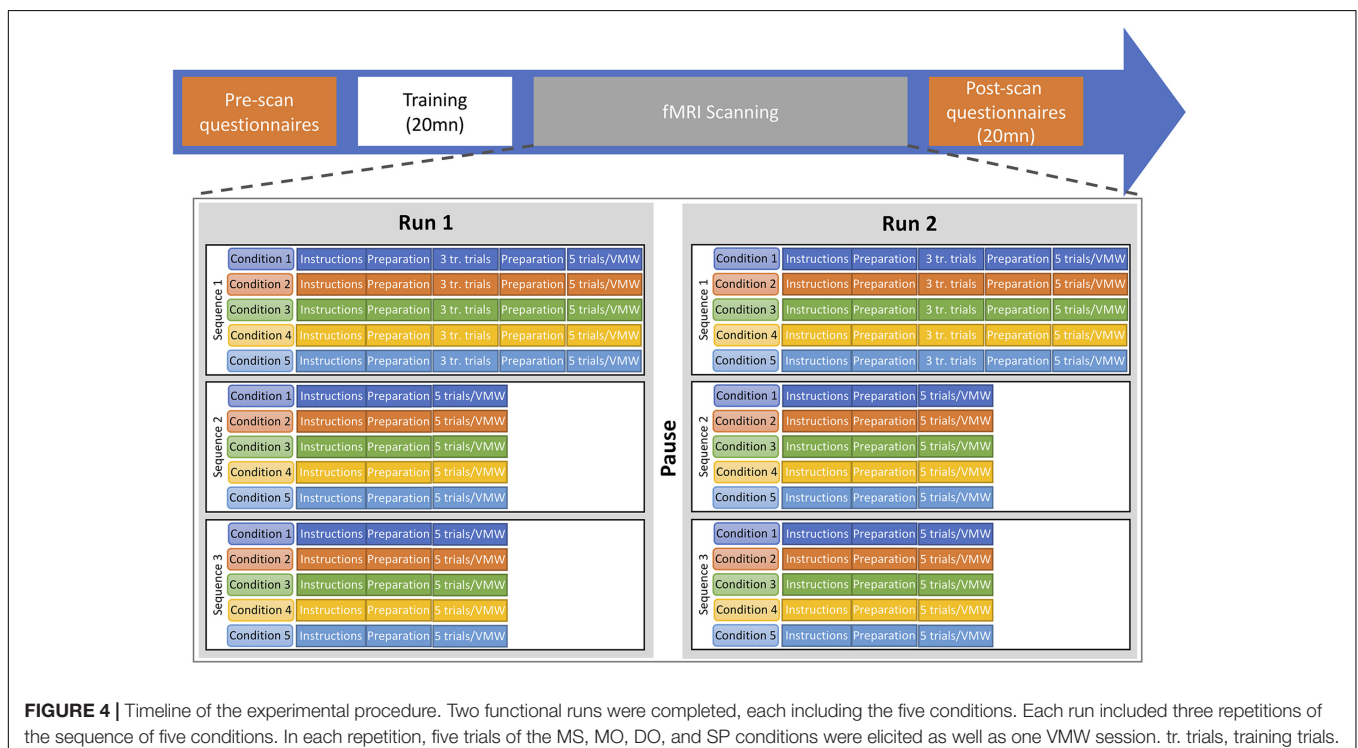 Pre-scan
questionnaires
Training
(20mn)
fMRI Scanning
Post-scan
questionnaires
(20mn)
Run 1
Sequence 1
Condition 1 Instructions Preparation 3 tr. trials Preparation 5 trials/VMW
Condition 2 Instructions Preparation 3 tr. trials Preparation 5 trials/VMW
Condition 3 Instructions Preparation 3 tr. trials Preparation 5 trials/VMW
Condition 4 Instructions Preparation 3 tr. trials Preparation 5 trials/VMW
Condition 5 Instructions Preparation 3 tr. trials Preparation 5 trials/VMW
Sequence 2
Condition 1 Instructions Preparation 5 trials/VMW
Condition 2 Instructions Preparation 5 trials/VMW
Condition 3 Instructions Preparation 5 trials/VMW
Condition 4 Instructions Preparation 5 trials/VMW
Condition 5 Instructions Preparation 5 trials/VMW
Sequence 3
Condition 1 Instructions Preparation 5 trials/VMW
Condition 2 Instructions Preparation 5 trials/VMW
Condition 3 Instructions Preparation 5 trials/VMW
Condition 4 Instructions Preparation 5 trials/VMW
Condition 5 Instructions Preparation 5 trials/VMW
Pause
Run 2
Sequence 1
Condition 1 Instructions Preparation 3 tr. trials Preparation 5 trials/VMW
Condition 2 Instructions Preparation 3 tr. trials Preparation 5 trials/VMW
Condition 3 Instructions Preparation 3 tr. trials Preparation 5 trials/VMW
Condition 4 Instructions Preparation 3 tr. trials Preparation 5 trials/VMW
Condition 5 Instructions Preparation 3 tr. trials Preparation 5 trials/VMW
Sequence 2
Condition 1 Instructions Preparation 5 trials/VMW
Condition 2 Instructions Preparation 5 trials/VMW
Condition 3 Instructions Preparation 5 trials/VMW
Condition 4 Instructions Preparation 5 trials/VMW
Condition 5 Instructions Preparation 5 trials/VMW
Sequence 3
Condition 1 Instructions Preparation 5 trials/VMW
Condition 2 Instructions Preparation 5 trials/VMW
Condition 3 Instructions Preparation 5 trials/VMW
Condition 4 Instructions Preparation 5 trials/VMW
Condition 5 Instructions Preparation 5 trials/VMW
FIGURE 4 | Timeline of the experimental procedure. Two functional runs were completed, each including the five conditions. Each run included three repetitions of
the sequence of five conditions. In each repetition, five trials of the MS, MO, DO, and SP conditions were elicited as well as one VMW session. tr. trials, training trials.